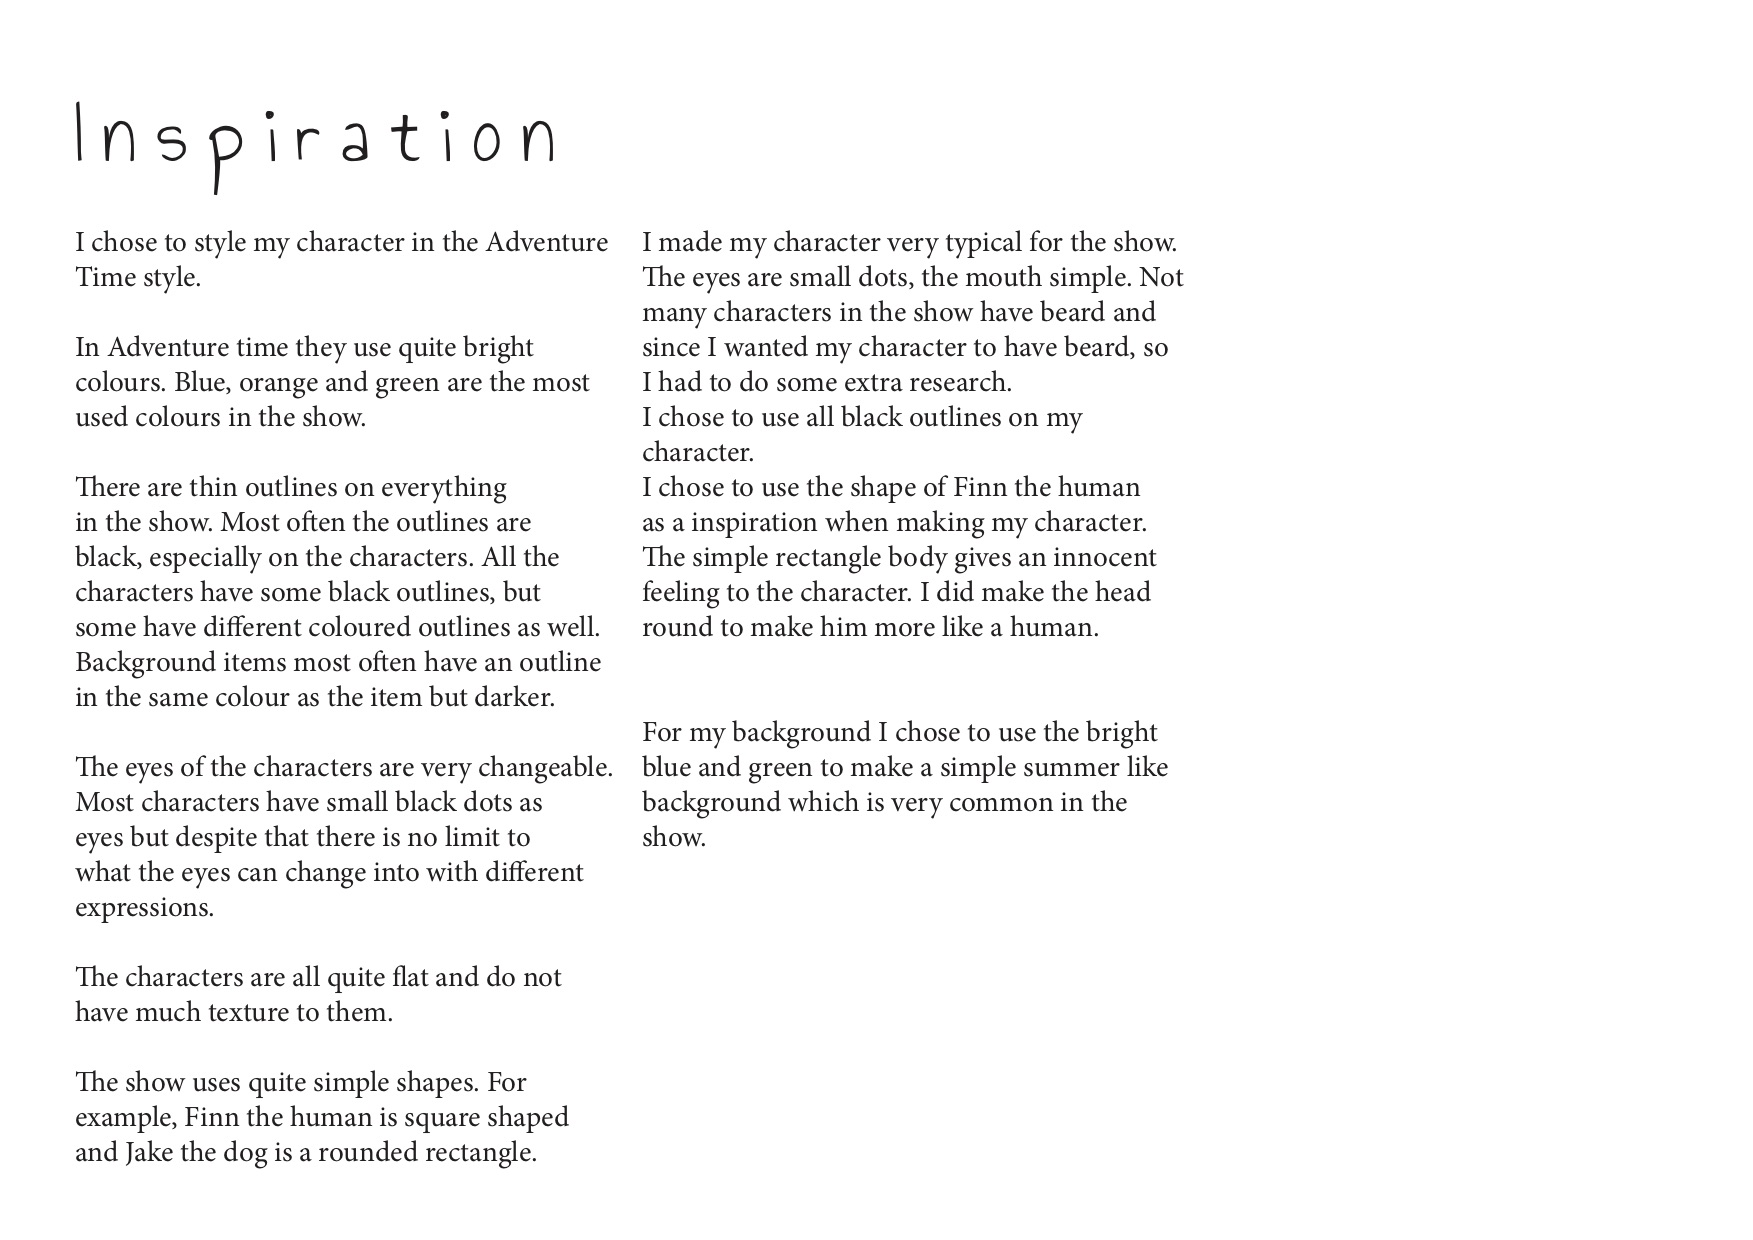 Inspiration
I chose to style my character in the Adventure
Time style.
In Adventure time they use quite bright
colours. Blue, orange and green are the most
used colours in the show.
There are thin outlines on everything
in the show. Most often the outlines are
black, especially on the characters. All the
characters have some black outlines, but
some have different coloured outlines as well.
Background items most often have an outline
in the same colour as the item but darker.
The eyes of the characters are very changeable.
Most characters have small black dots as
eyes but despite that there is no limit to
what the eyes can change into with different
expressions.
The characters are all quite flat and do not
have much texture to them.
The show uses quite simple shapes. For
example, Finn the human is square shaped
and Jake the dog is a rounded rectangle.
I made my character very typical for the show.
The eyes are small dots, the mouth simple. Not
many characters in the show have beard and
since I wanted my character to have beard, so
I had to do some extra research.
I chose to use all black outlines on my
character.
I chose to use the shape of Finn the human
as a inspiration when making my character.
The simple rectangle body gives an innocent
feeling to the character. I did make the head
round to make him more like a human.
For my background I chose to use the bright
blue and green to make a simple summer like
background which is very common in the
show.